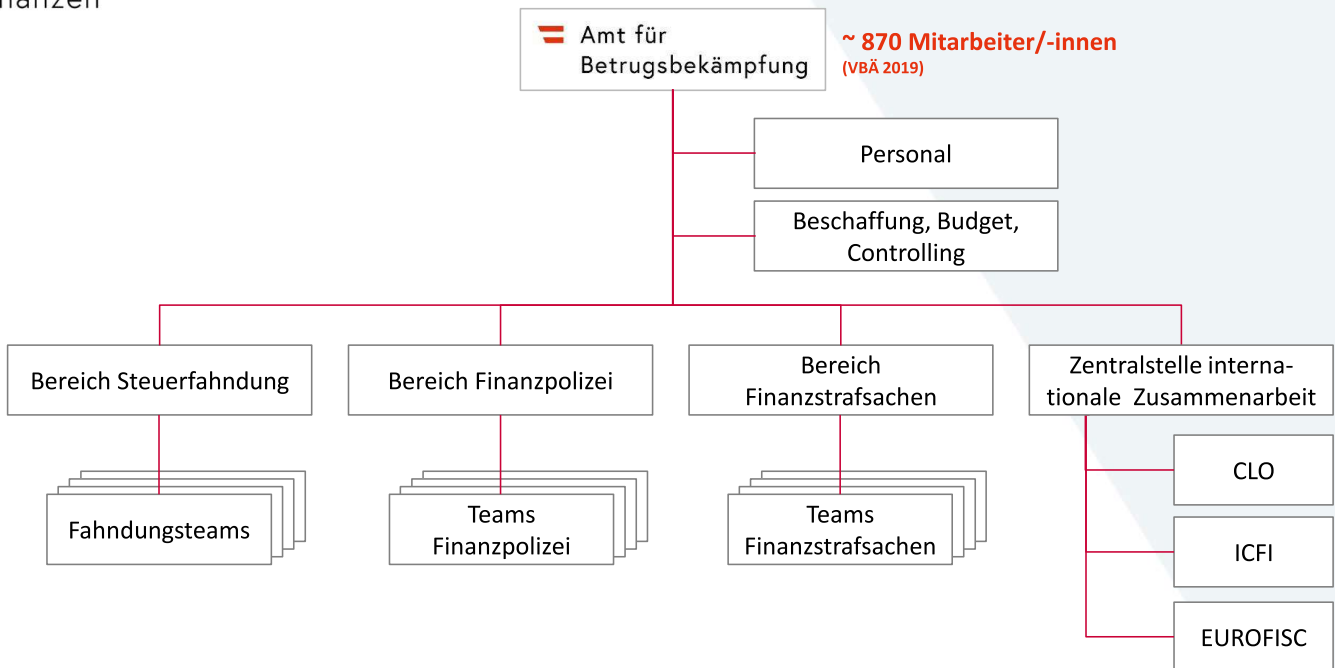 Amt für
Betrugsbekämpfung
~ 870 Mitarbeiter/-innen
(VBÄ 2019)
Personal
Beschaffung, Budget,
Controlling
Bereich Steuerfahndung
Bereich Finanzpolizei
Bereich
Finanzstrafsachen
Zentralstelle interna-
tionale Zusammenarbeit
Fahndungsteams
Teams
Finanzpolizei
Teams
Finanzstrafsachen
CLO
ICFI
EUROFISC